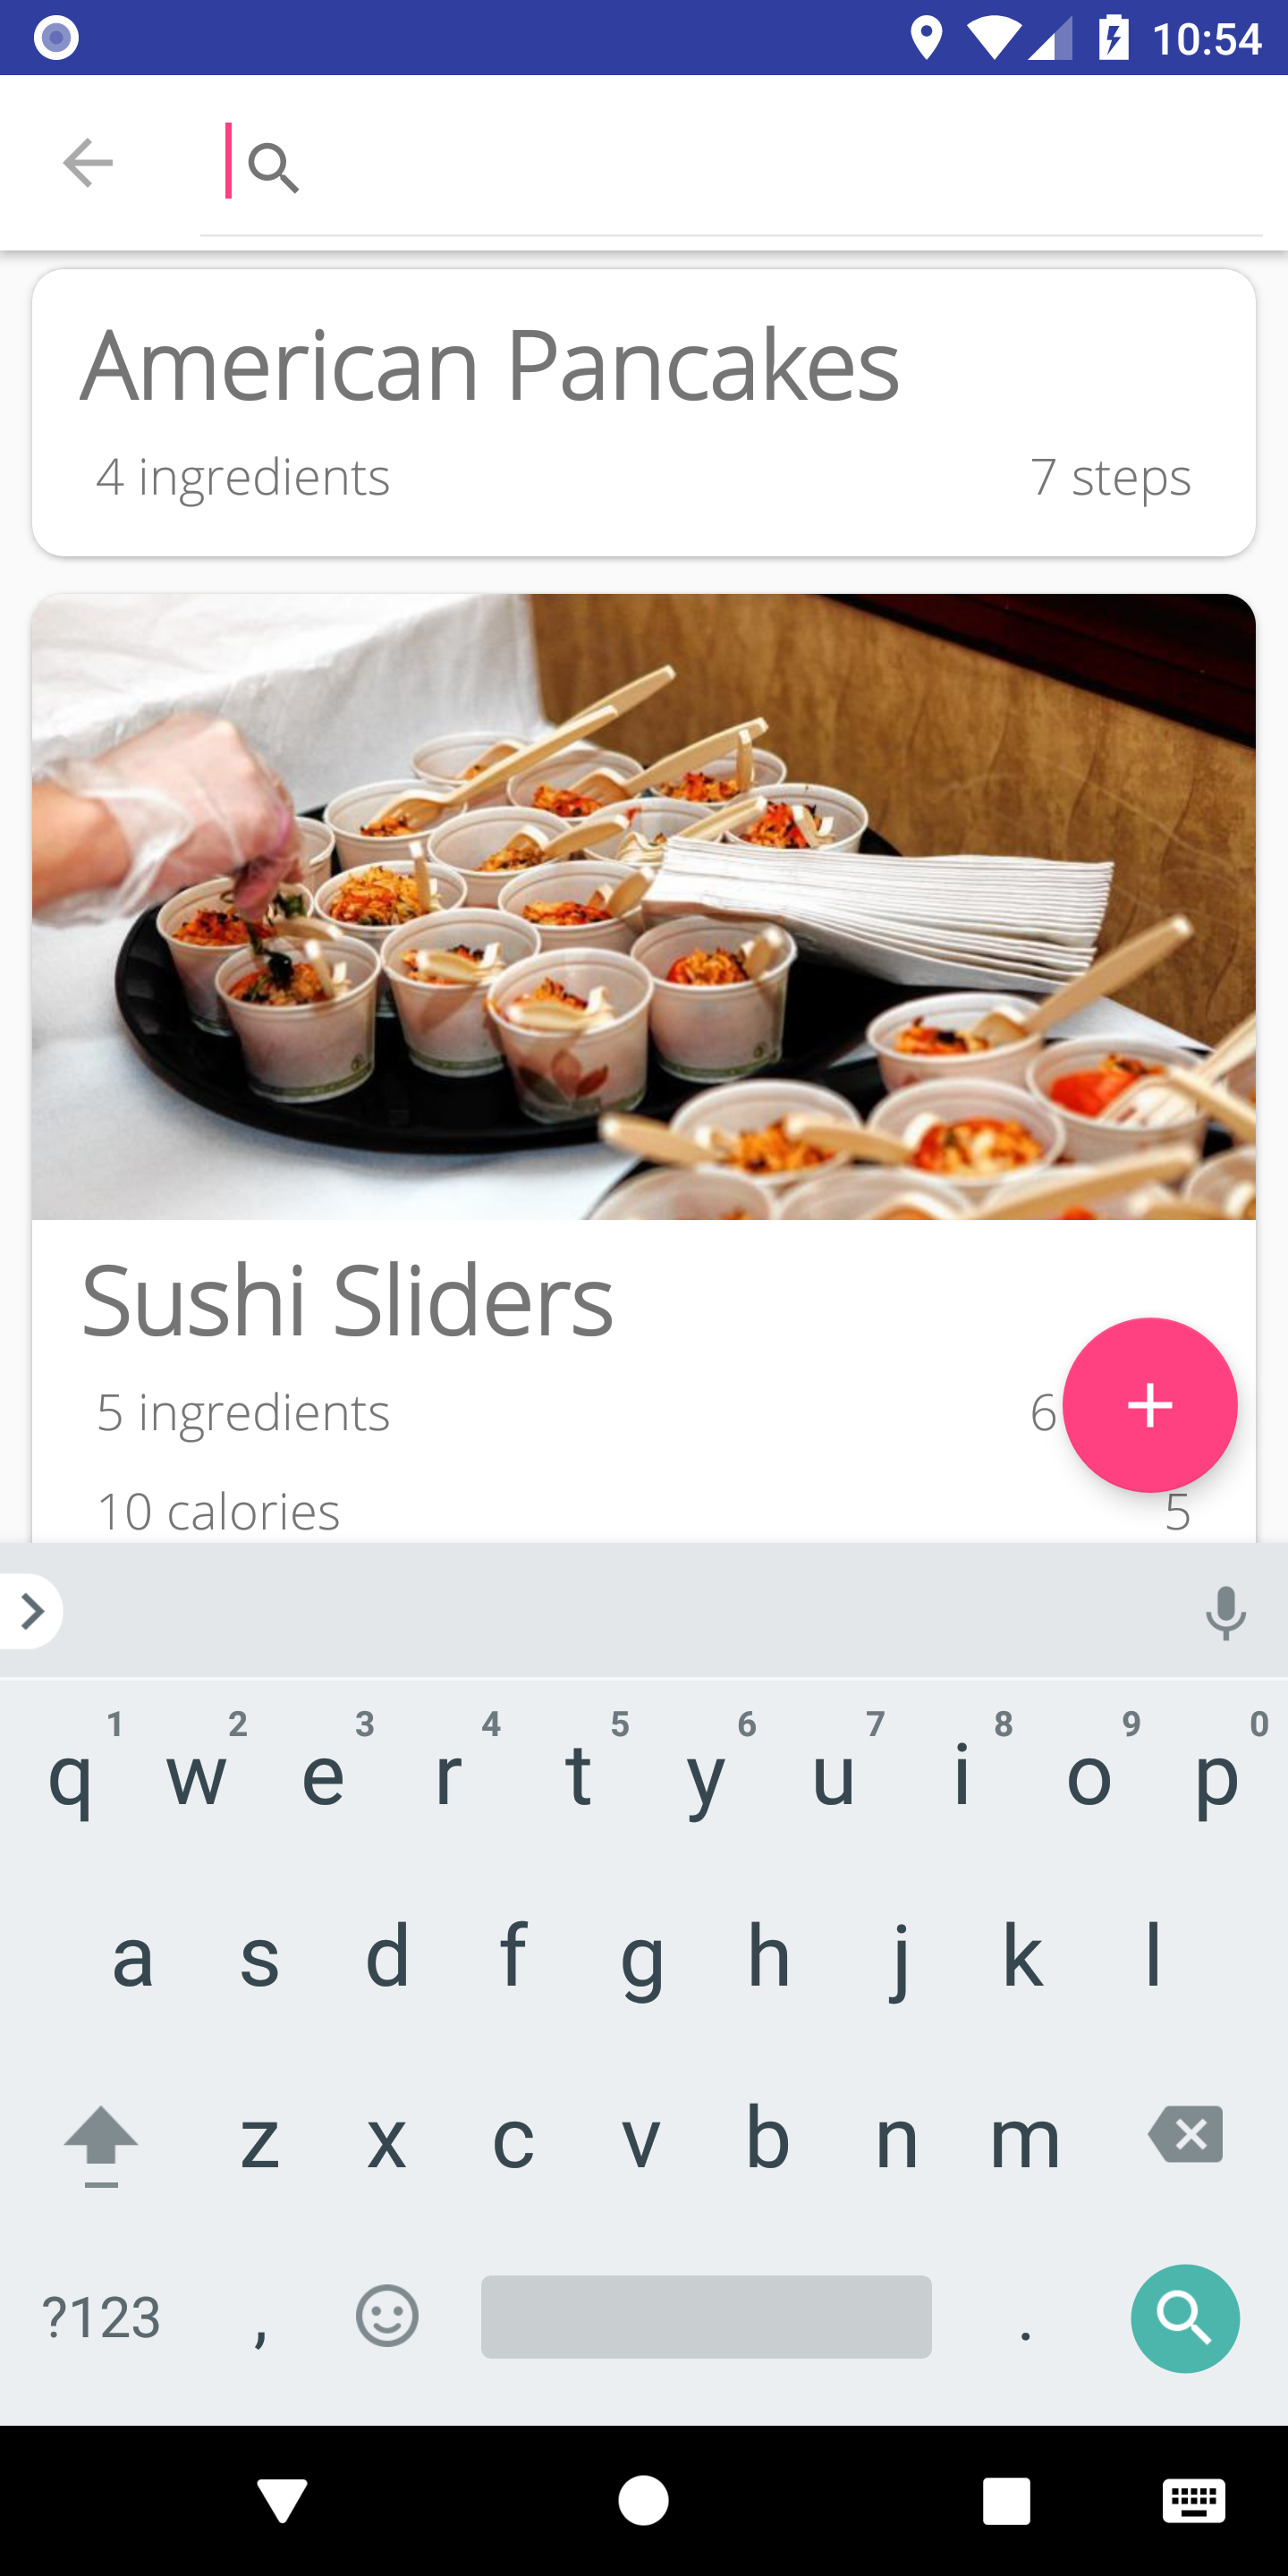 10:54
American Pancakes
4 ingredients 7 steps
Sushi Sliders
5 ingredients 6
10 calories 5
1 2 3 4 5 6 7 8 9 0
q w e r t y u i o p
a s d f g h j k l
z x c v b n m
?123 , .